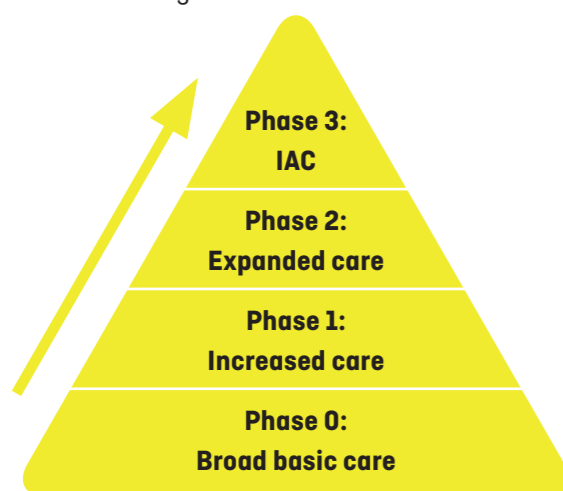 Phase 3:
IAC
Phase 2:
Expanded care
Phase 1:
Increased care
Phase 0:
Broad basic care